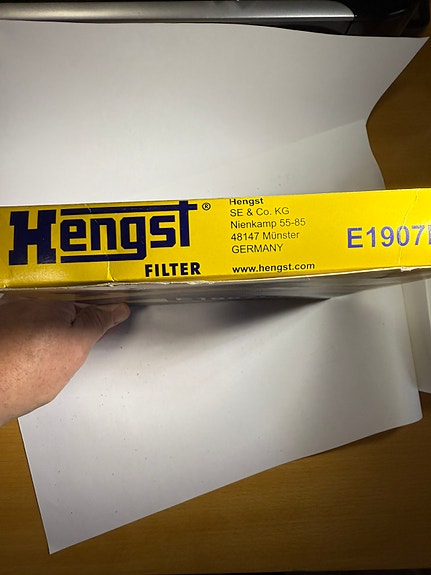 Hengst®
FILTER
Hengst
SE & Co. KG
Nienkamp 55-85
48147 Münster
GERMANY
www.hengst.com